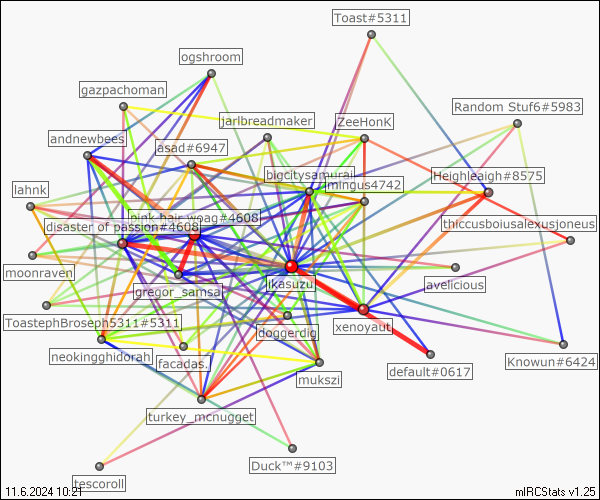 Toast#5311
ogshroom
gazpachoman
Random Stuf6#5983
jarlbreadmaker
ZeeHonK
andnewbees
asad#6947
bigcitysamurai
Heighleaigh#8575
mingus4742
lahnk
pink hair woag#4608
disaster of passion#4608
thiccusboiusalexusjoneus
moonraven
gregor_samsa
ikasuzu
avelicious
ToastephBroseph5311#5311
doggerdig
xenoyaut
neokingghidorah
facadas.
Knowun#6424
mukszi
default#0617
turkey_mcnugget
Duck™#9103
tescoroll
11.6.2024 10:21
mIRCStats v1.25